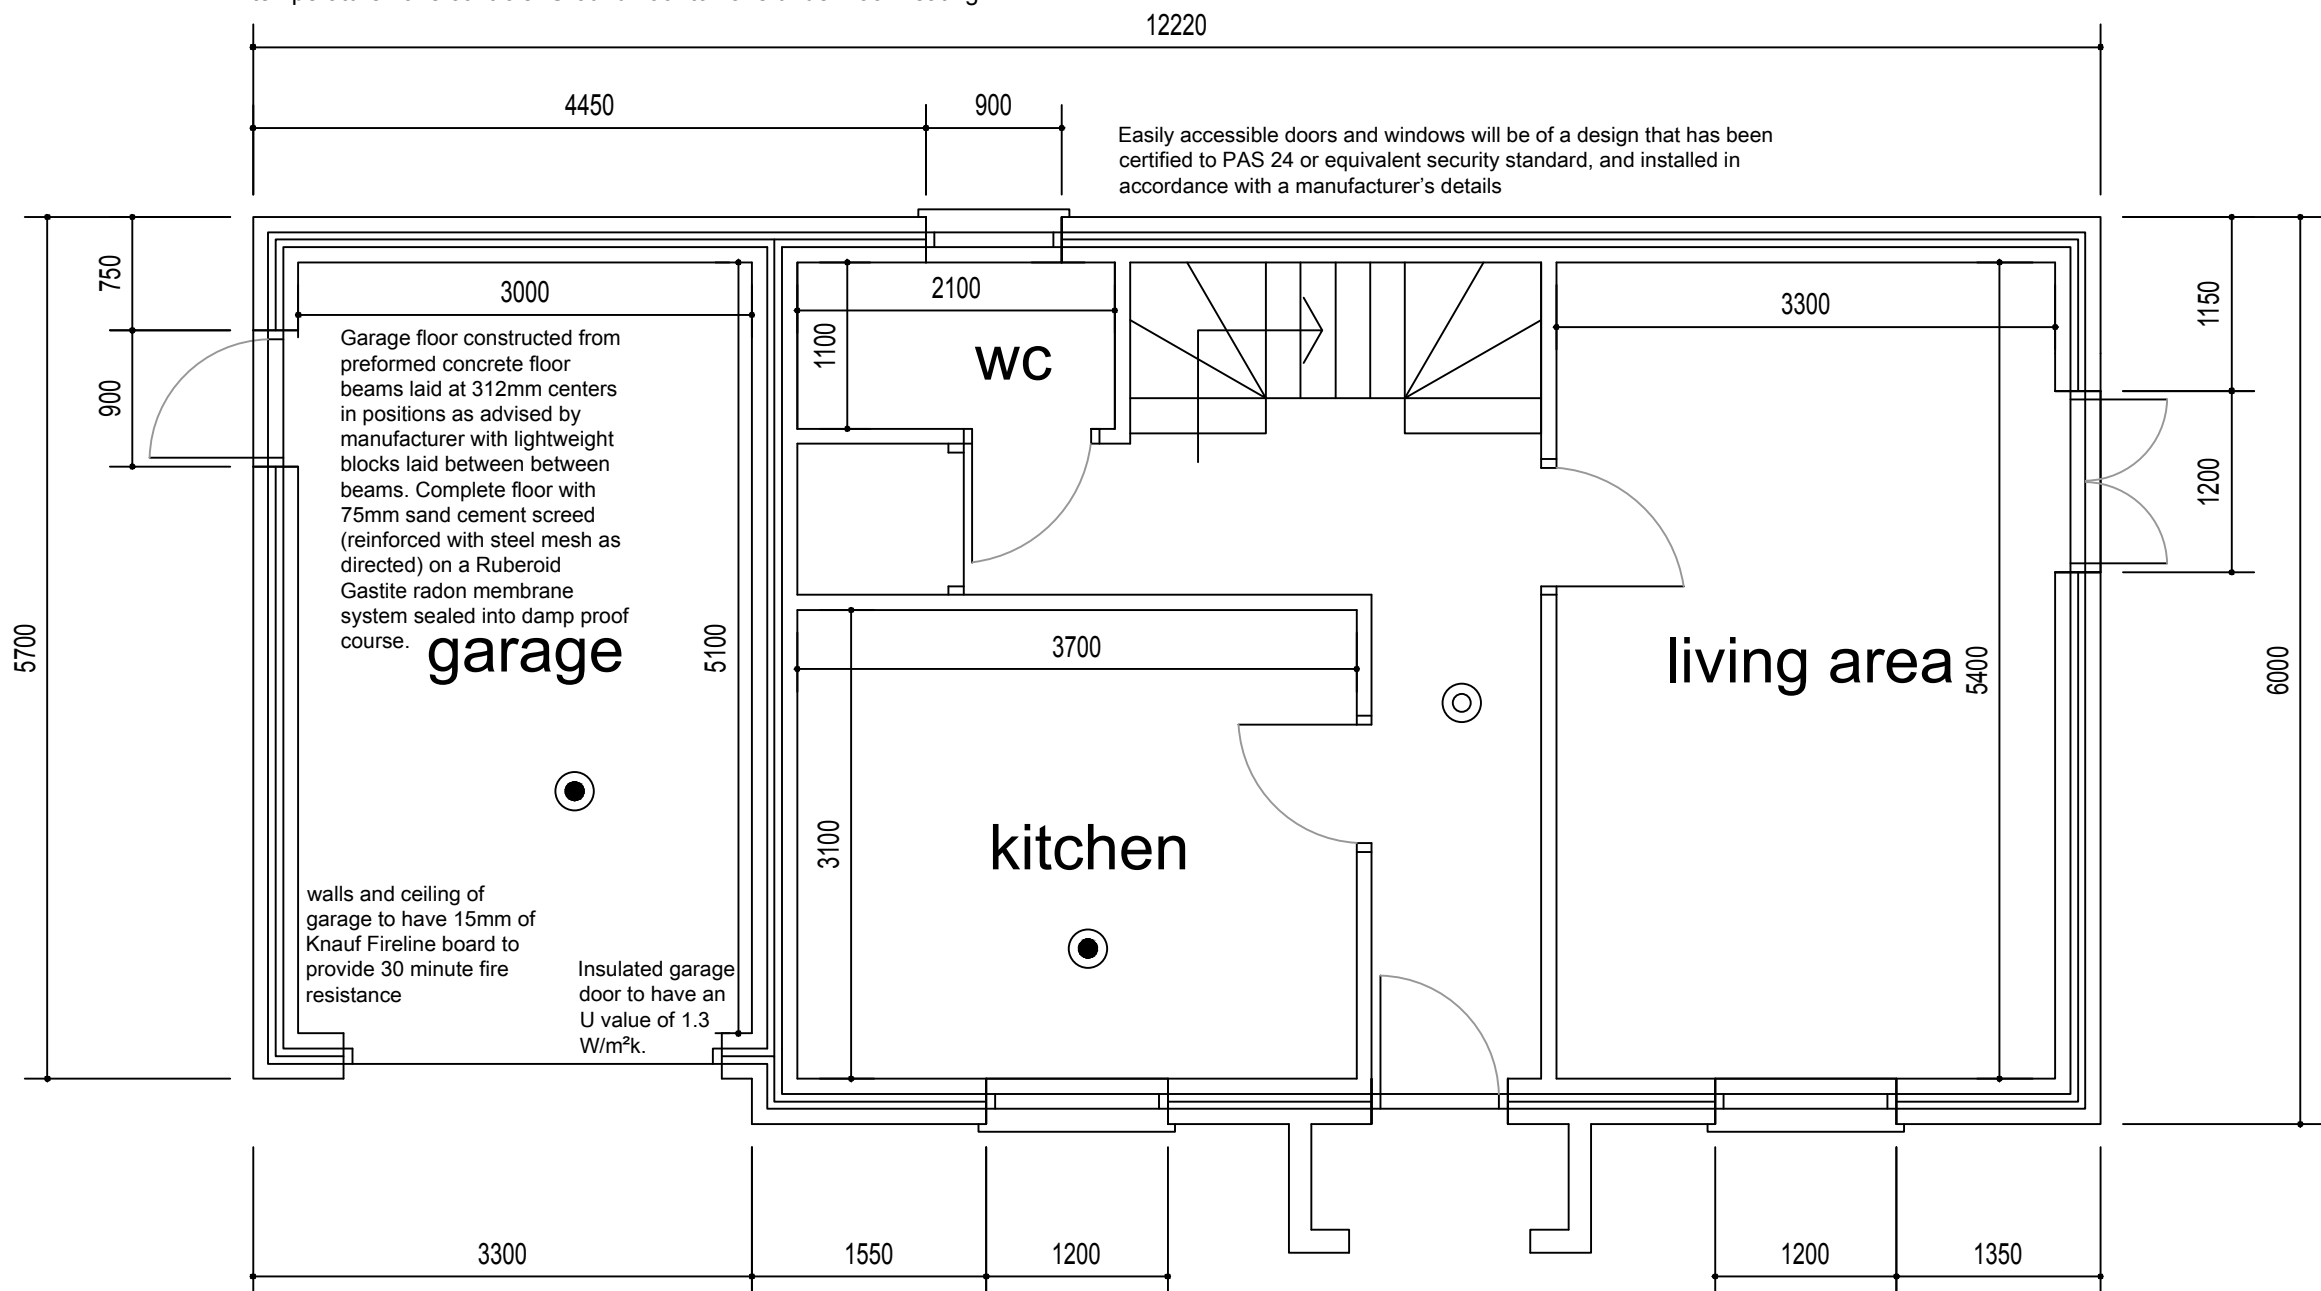 12220
4450
900
Easily accessible doors and windows will be of a design that has been
certified to PAS 24 or equivalent security standard, and installed in
accordance with a manufacturer’s details
750
900
5700
3000
2100
1100
wc
3300
1150
1200
6000
Garage floor constructed from
preformed concrete floor
beams laid at 312mm centers
in positions as advised by
manufacturer with lightweight
blocks laid between between
beams. Complete floor with
75mm sand cement screed
(reinforced with steel mesh as
directed) on a Ruberoid
Gastite radon membrane
system sealed into damp proof
course.
garage
5100
3700
living area
5400
3100
kitchen
walls and ceiling of
garage to have 15mm of
Knauf Fireline board to
provide 30 minute fire
resistance
Insulated garage
door to have an
U value of 1.3
W/m²k.
3300
1550
1200
1200
1350